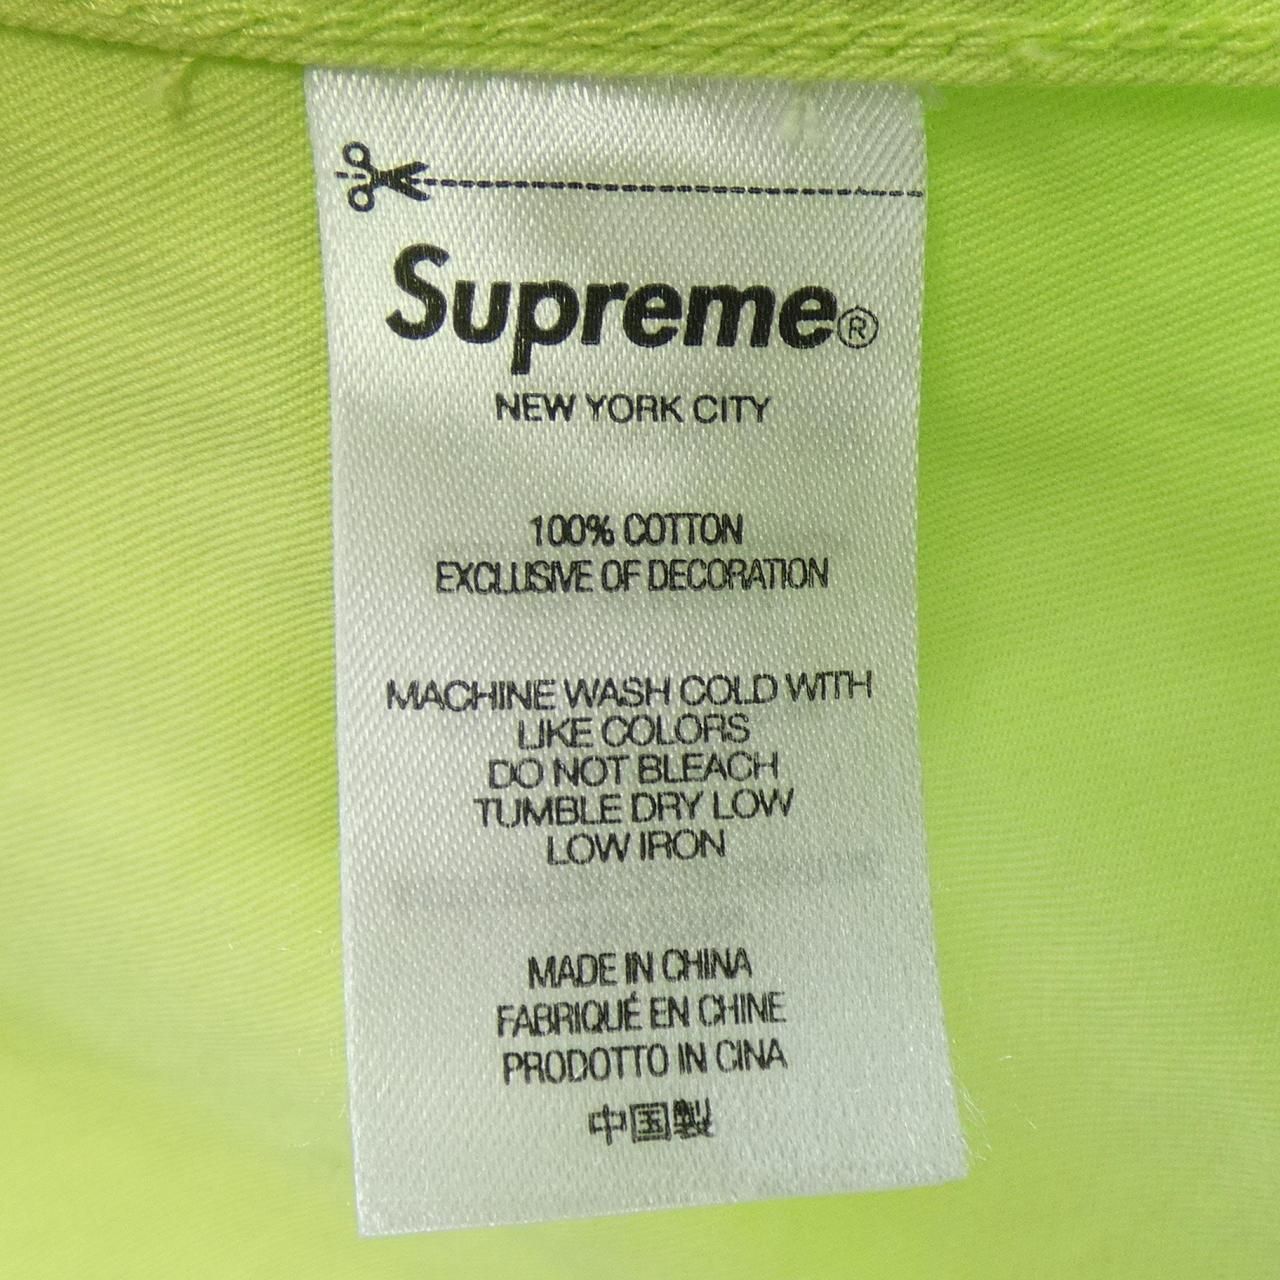 Supreme®
NEW YORK CITY
100% COTTON
EXCLUSIVE OF DECORATION
MACHINE WASH COLD WITH
LIKE COLORS
DO NOT BLEACH
TUMBLE DRY LOW
LOW IRON
MADE IN CHINA
FABRIQUÉ EN CHINE
PRODOTTO IN CINA
中国製